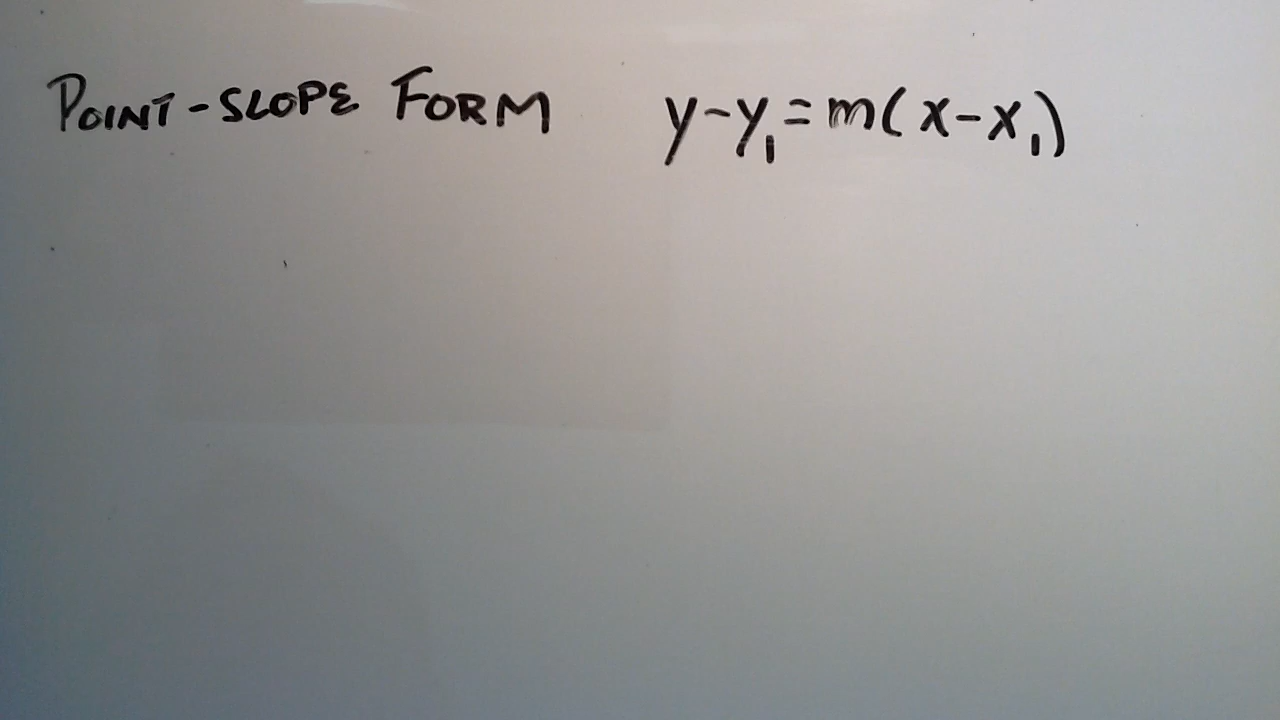 POINT-SLOPE FORM y-y₁=m(x-x₁)